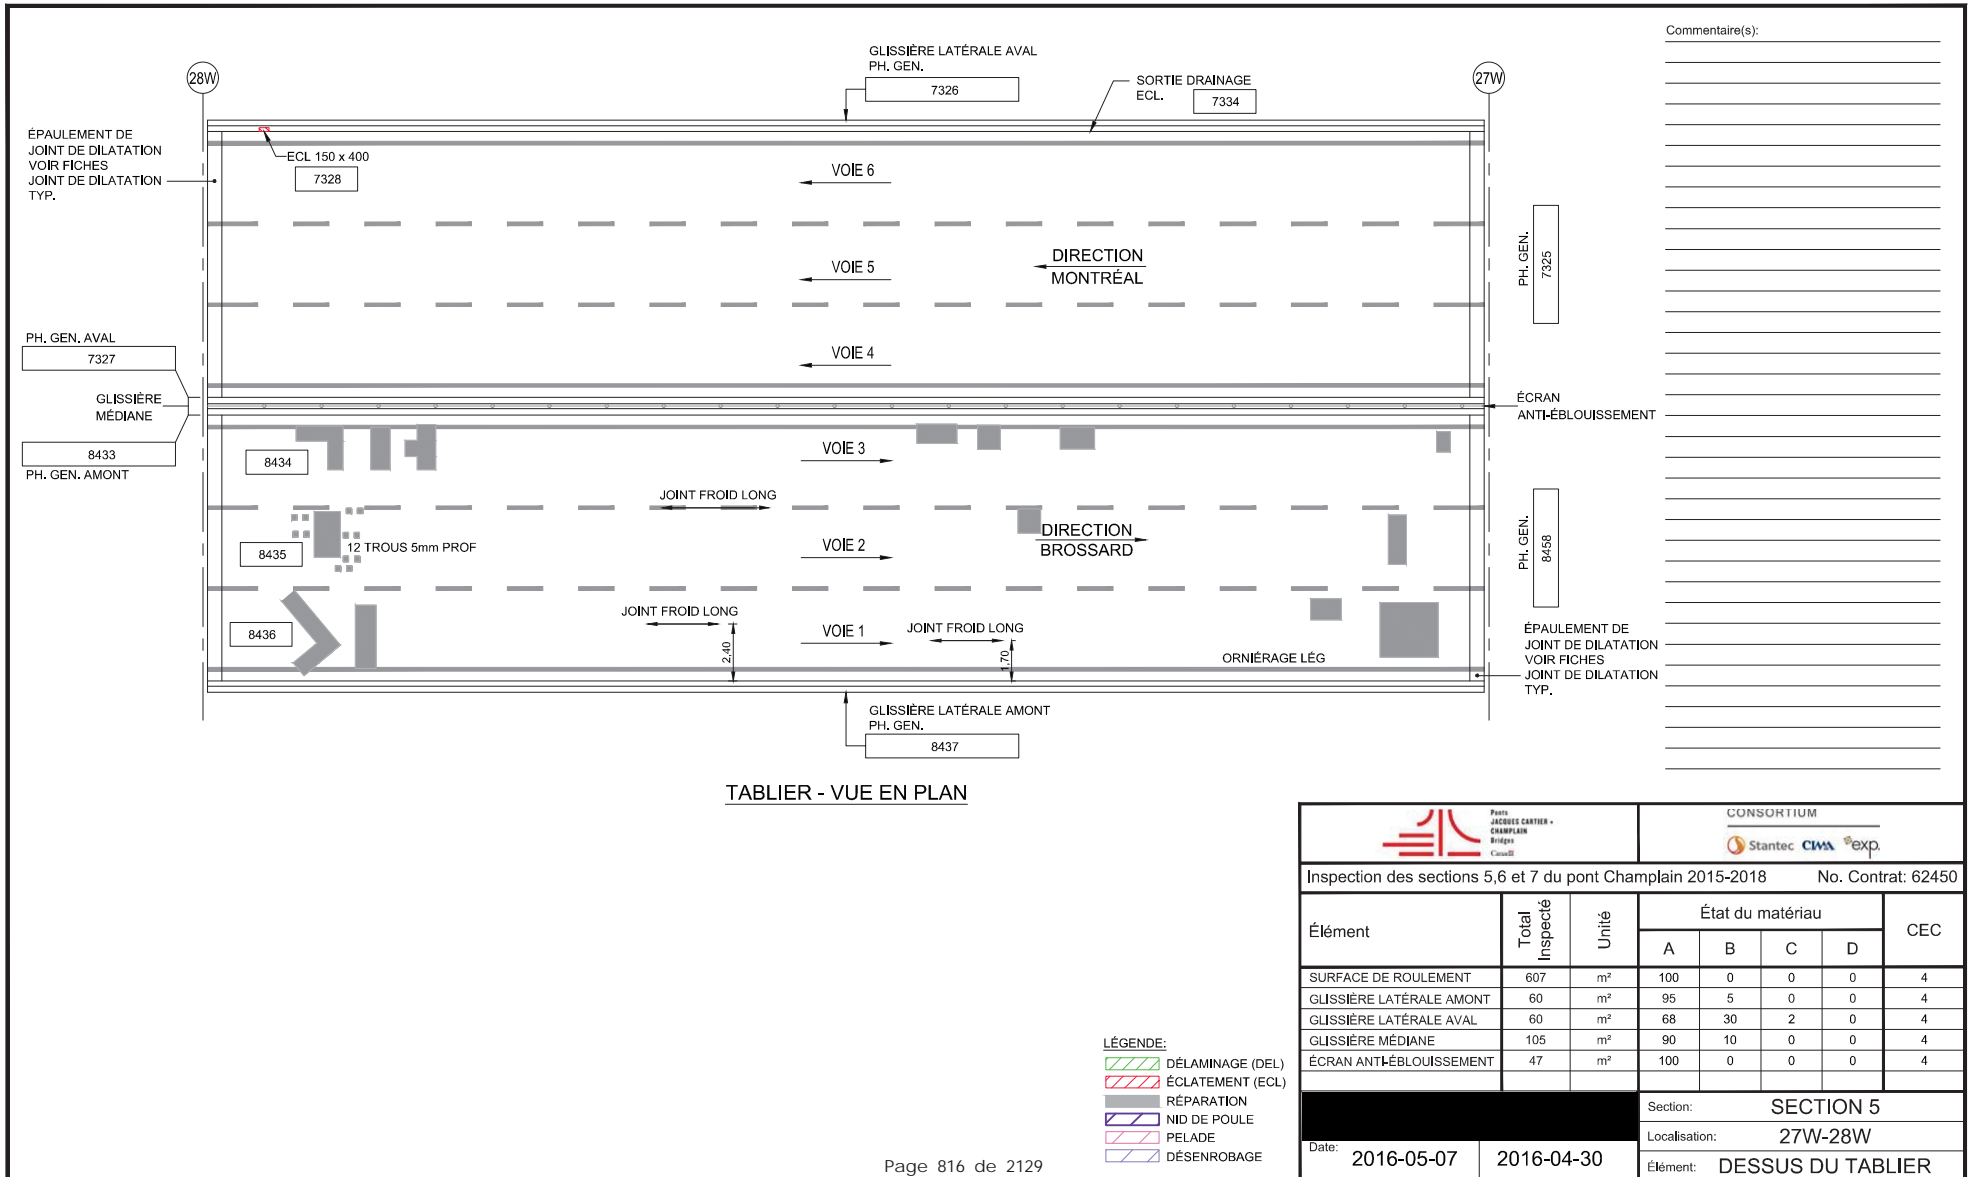 Commentaire(s):
28W
27W
GLISSIÈRE LATÉRALE AVAL
PH. GEN.
7326
SORTIE DRAINAGE
ECL.
7334
ÉPAULEMENT DE
JOINT DE DILATATION
VOIR FICHES
JOINT DE DILATATION
TYP.
ECL 150 x 400
7328
VOIE 6
VOIE 5
DIRECTION
MONTRÉAL
PH. GEN.
7325
VOIE 4
PH. GEN. AVAL
7327
GLISSIÈRE
MÉDIANE
8433
PH. GEN. AMONT
ÉCRAN
ANTI-ÉBLOUISSEMENT
8434
VOIE 3
JOINT FROID LONG
8435
12 TROUS 5mm PROF
VOIE 2
DIRECTION
BROSSARD
PH. GEN.
8458
8436
JOINT FROID LONG
2,40
VOIE 1
JOINT FROID LONG
1,70
ORNIÉRAGE LÉG
ÉPAULEMENT DE
JOINT DE DILATATION
VOIR FICHES
JOINT DE DILATATION
TYP.
GLISSIÈRE LATÉRALE AMONT
PH. GEN.
8437
TABLIER - VUE EN PLAN
Ponts
JACQUES CARTIER +
CHAMPLAIN
Bridges
Canada
CONSORTIUM
Stantec CIMA+ exp.
Inspection des sections 5,6 et 7 du pont Champlain 2015-2018 No. Contrat: 62450
Élément Total Inspecté Unité État du matériau CEC
A B C D
SURFACE DE ROULEMENT 607 m² 100 0 0 0 4
GLISSIÈRE LATÉRALE AMONT 60 m² 95 5 0 0 4
GLISSIÈRE LATÉRALE AVAL 60 m² 68 30 2 0 4
GLISSIÈRE MÉDIANE 105 m² 90 10 0 0 4
ÉCRAN ANTI-ÉBLOUISSEMENT 47 m² 100 0 0 0 4
LÉGENDE:
DÉLAMINAGE (DEL)
ÉCLATEMENT (ECL)
RÉPARATION
NID DE POULE
PELADE
DÉSENROBAGE
Section: SECTION 5
Localisation: 27W-28W
Date: 2016-05-07 2016-04-30
Élément: DESSUS DU TABLIER
Page 816 de 2129